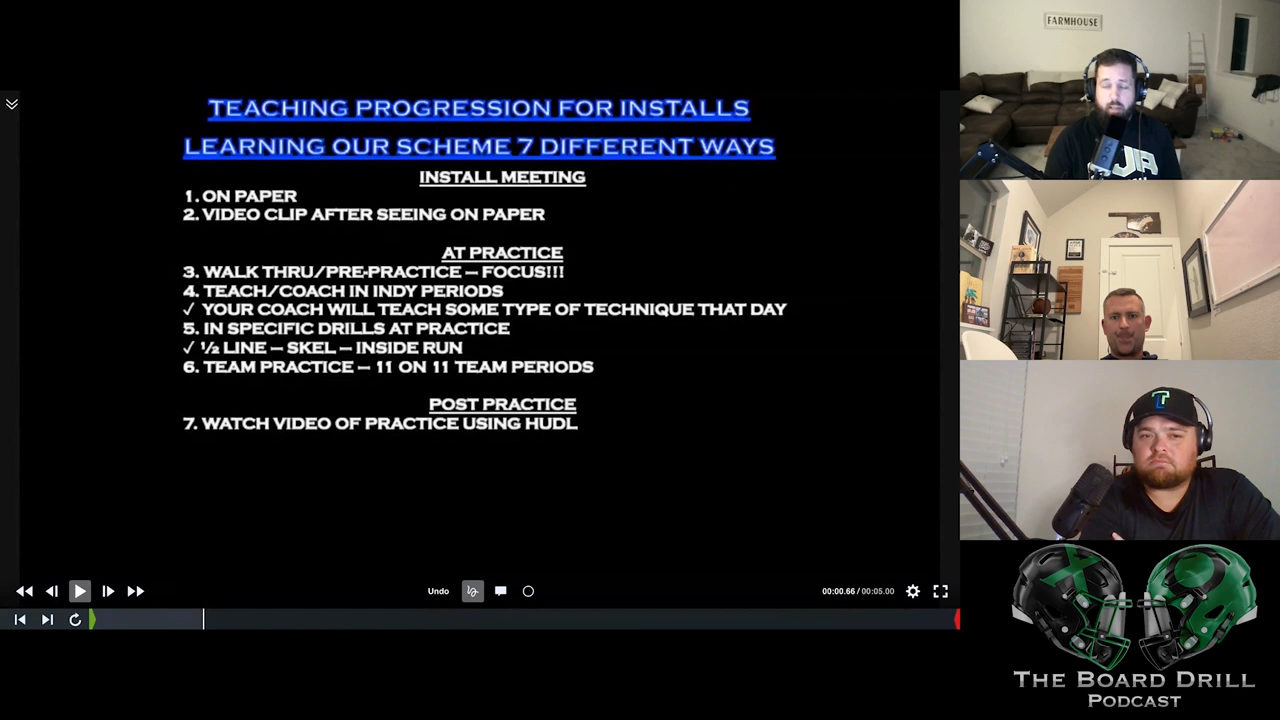 TEACHING PROGRESSION FOR INSTALLS
LEARNING OUR SCHEME 7 DIFFERENT WAYS
INSTALL MEETING
1. ON PAPER
2. VIDEO CLIP AFTER SEEING ON PAPER
AT PRACTICE
3. WALK THRU/PRE-PRACTICE – FOCUS!!!
4. TEACH/COACH IN INDY PERIODS
✓ YOUR COACH WILL TEACH SOME TYPE OF TECHNIQUE THAT DAY
5. IN SPECIFIC DRILLS AT PRACTICE
✓ ½ LINE – SKEL – INSIDE RUN
6. TEAM PRACTICE – 11 ON 11 TEAM PERIODS
POST PRACTICE
7. WATCH VIDEO OF PRACTICE USING HUDL
Undo
00:00.66 / 00:05.00
FARMHOUSE
JA
THE BOARD DRILL
PODCAST